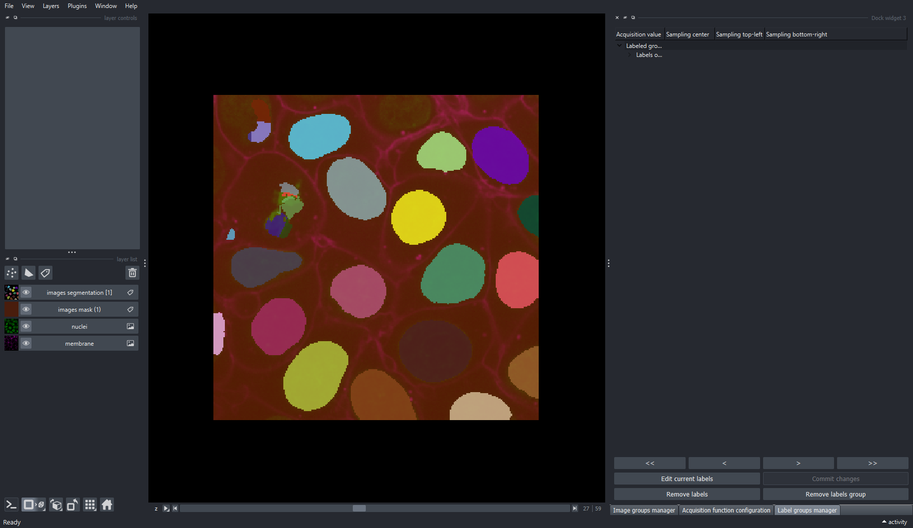 File View Layers Plugins Window Help
layer controls
Dock widget 1
Acquisition value Sampling center Sampling top-left Sampling bottom-right
Labeled gro...
Labels o...
layer list
images segmentation [1]
images mask (1)
nuclei
membrane
<< < > >>
Edit current labels Commit changes
Remove labels Remove labels group
z 27 59
Image groups manager Acquisition function configuration Label groups manager
Ready activity